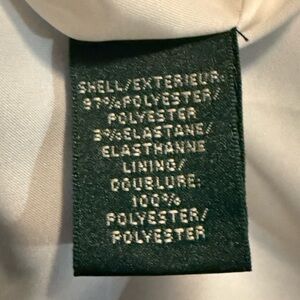 SHELL/EXTERIEUR:
97%POLYESTER/
POLYESTER
3%ELASTANE/
ELASTHANNE
LINING/
DOUBLURE:
100%
POLYESTER/
POLYESTER